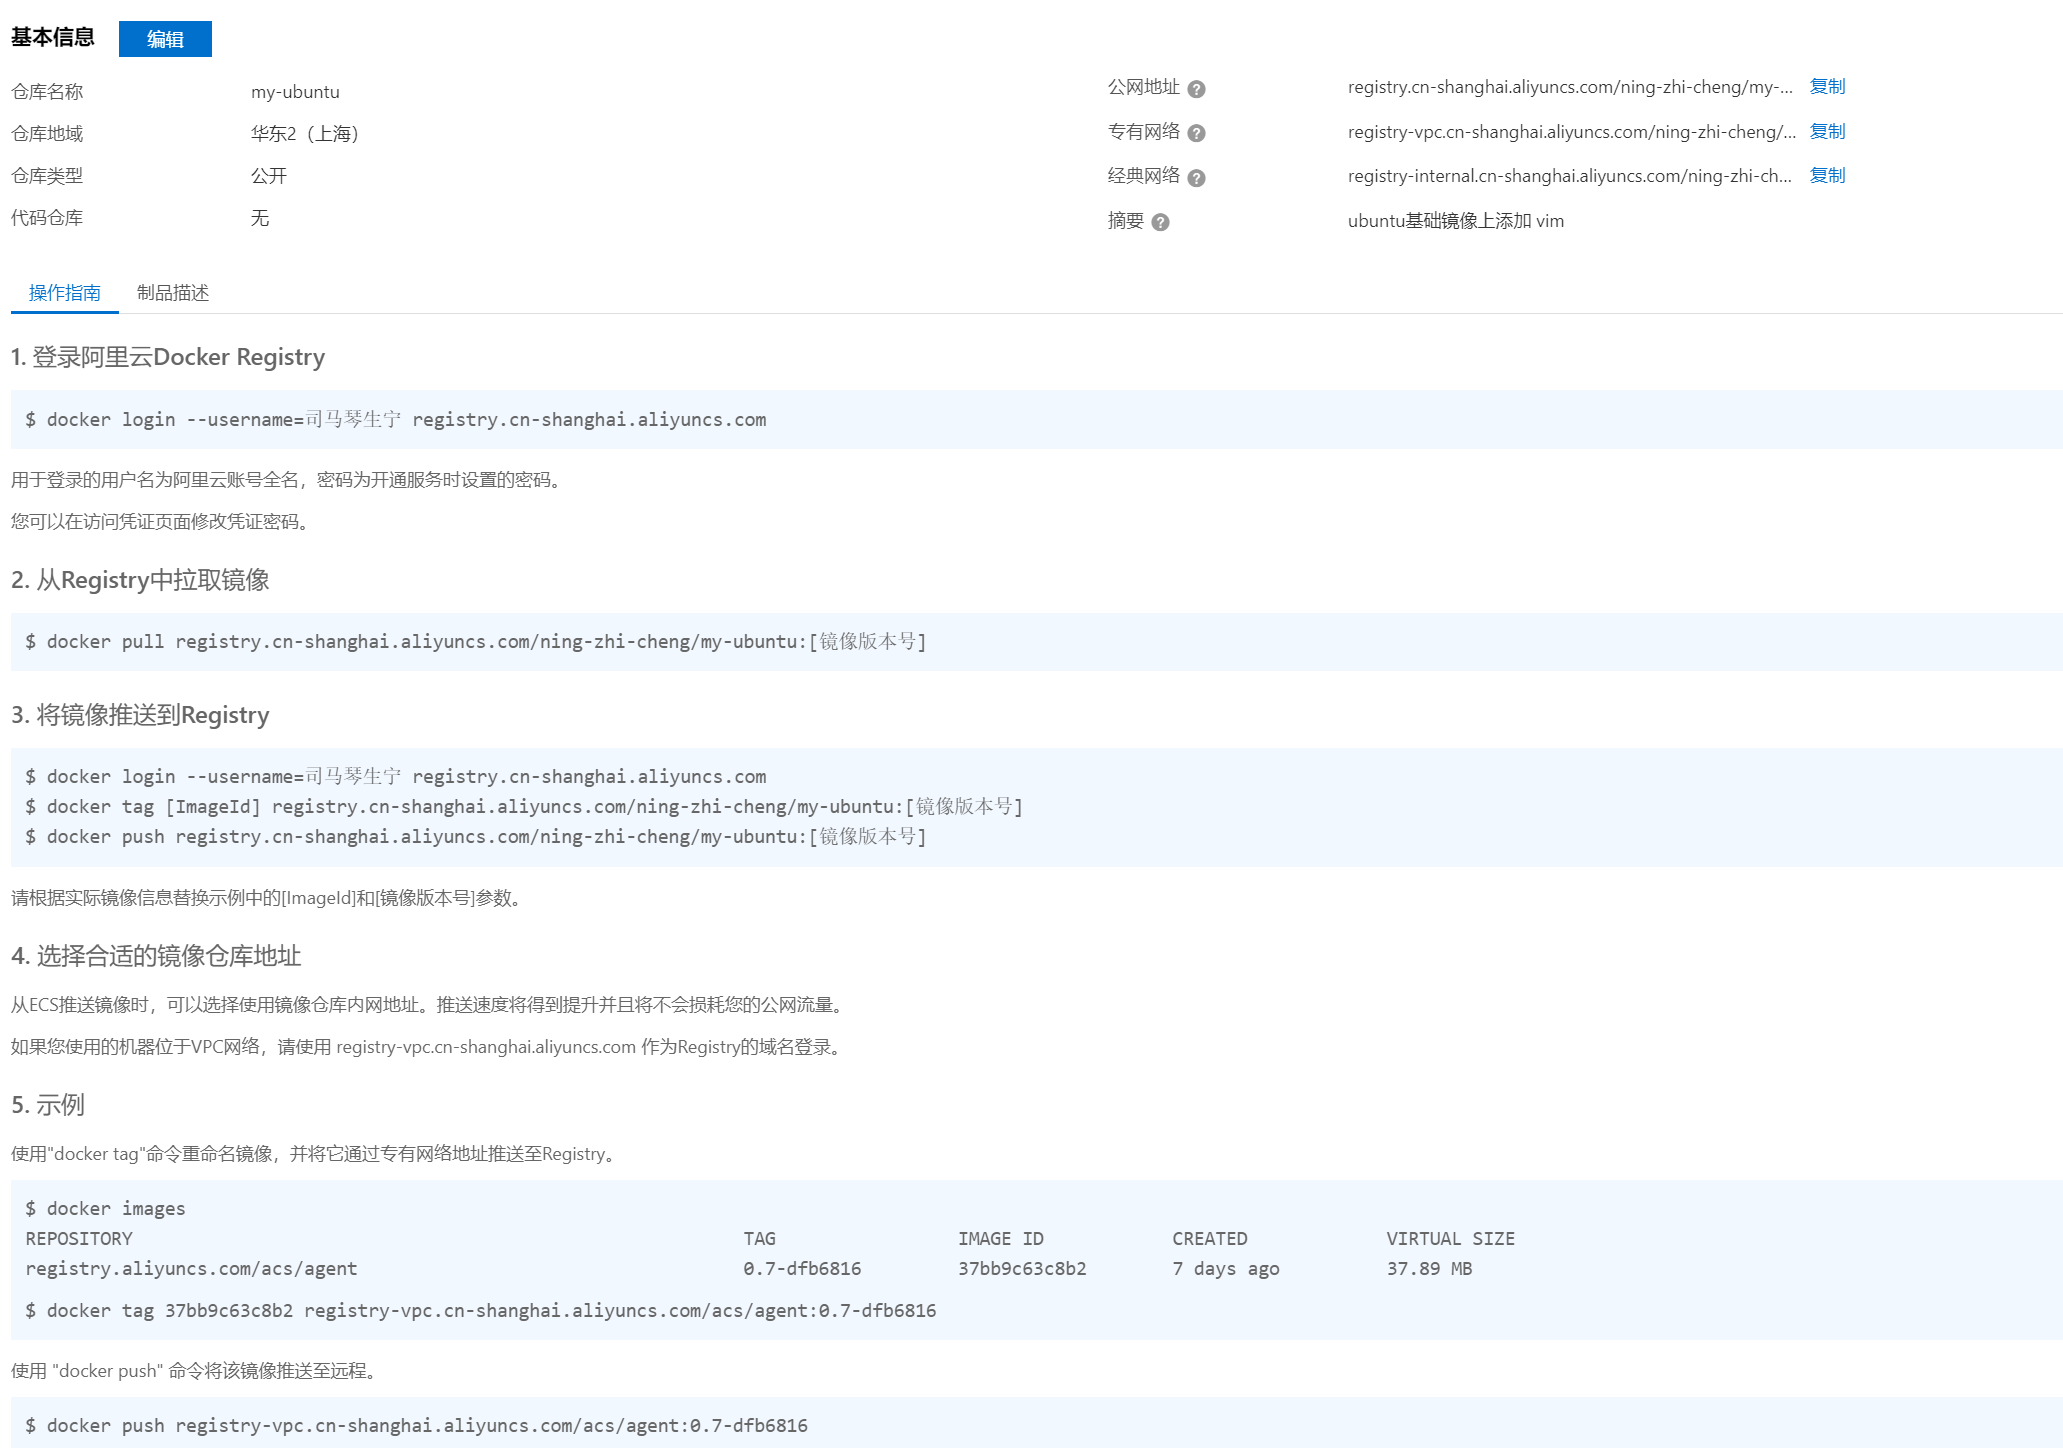 基本信息 编辑
仓库名称 my-ubuntu
仓库地域 华东2（上海）
仓库类型 公开
代码仓库 无
公网地址 registry.cn-shanghai.aliyuncs.com/ning-zhi-cheng/my-... 复制
专有网络 registry-vpc.cn-shanghai.aliyuncs.com/ning-zhi-cheng/... 复制
经典网络 registry-internal.cn-shanghai.aliyuncs.com/ning-zhi-ch... 复制
摘要 ubuntu基础镜像上添加 vim
操作指南 制品描述
1. 登录阿里云Docker Registry
$ docker login --username=司马琴生宁 registry.cn-shanghai.aliyuncs.com
用于登录的用户名为阿里云账号全名，密码为开通服务时设置的密码。
您可以在访问凭证页面修改凭证密码。
2. 从Registry中拉取镜像
$ docker pull registry.cn-shanghai.aliyuncs.com/ning-zhi-cheng/my-ubuntu:[镜像版本号]
3. 将镜像推送到Registry
$ docker login --username=司马琴生宁 registry.cn-shanghai.aliyuncs.com
$ docker tag [ImageId] registry.cn-shanghai.aliyuncs.com/ning-zhi-cheng/my-ubuntu:[镜像版本号]
$ docker push registry.cn-shanghai.aliyuncs.com/ning-zhi-cheng/my-ubuntu:[镜像版本号]
请根据实际镜像信息替换示例中的[ImageId]和[镜像版本号]参数。
4. 选择合适的镜像仓库地址
从ECS推送镜像时，可以选择使用镜像仓库内网地址。推送速度将得到提升并且将不会损耗您的公网流量。
如果您使用的机器位于VPC网络，请使用 registry-vpc.cn-shanghai.aliyuncs.com 作为Registry的域名登录。
5. 示例
使用"docker tag"命令重命名镜像，并将它通过专有网络地址推送至Registry。
$ docker images
REPOSITORY TAG IMAGE ID CREATED VIRTUAL SIZE
registry.aliyuncs.com/acs/agent 0.7-dfb6816 37bb9c63c8b2 7 days ago 37.89 MB
$ docker tag 37bb9c63c8b2 registry-vpc.cn-shanghai.aliyuncs.com/acs/agent:0.7-dfb6816
使用 "docker push" 命令将该镜像推送至远程。
$ docker push registry-vpc.cn-shanghai.aliyuncs.com/acs/agent:0.7-dfb6816